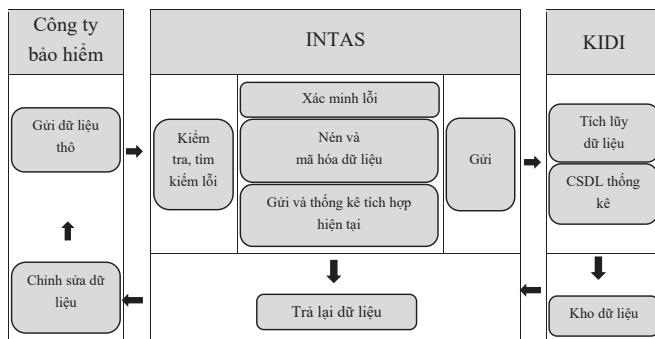 Công ty
bảo hiểm
INTAS
KIDI
Gửi dữ liệu
thô
Kiểm
tra, tìm
kiếm lỗi
Xác minh lỗi
Nén và
mã hóa dữ liệu
Gửi và thống kê tích hợp
hiện tại
Gửi
Tích lũy
dữ liệu
CSDL thống
kê
Chỉnh sửa dữ
liệu
Trả lại dữ liệu
Kho dữ liệu